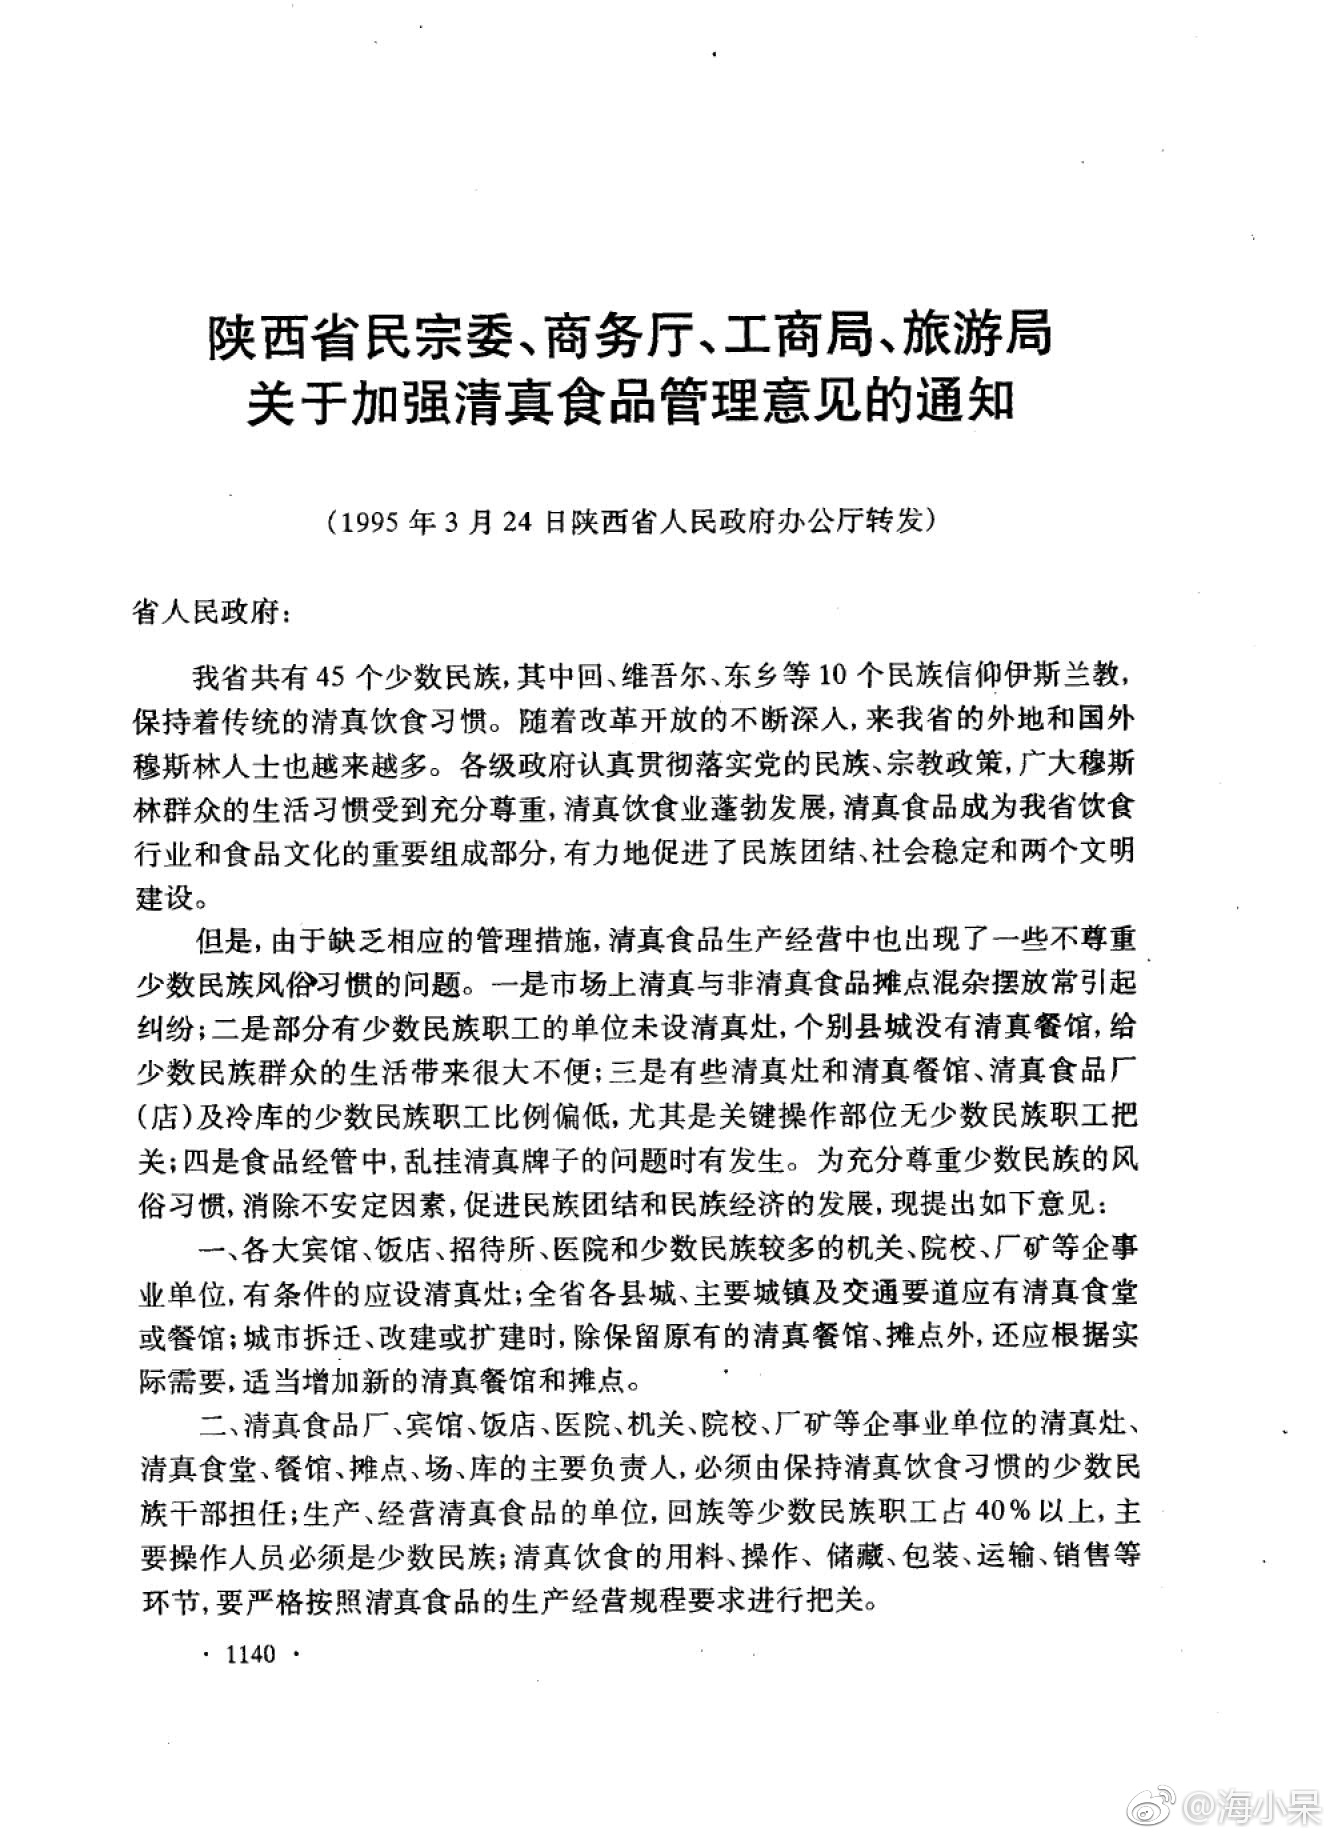 陕西省民宗委、商务厅、工商局、旅游局
关于加强清真食品管理意见的通知
(1995 年 3 月 24 日陕西省人民政府办公厅转发)
省人民政府:
我省共有 45 个少数民族,其中回、维吾尔、东乡等 10 个民族信仰伊斯兰教,
保持着传统的清真饮食习惯。随着改革开放的不断深入,来我省的外地和国外
穆斯林人士也越来越多。各级政府认真贯彻落实党的民族、宗教政策,广大穆斯
林群众的生活习惯受到充分尊重,清真饮食业蓬勃发展,清真食品成为我省饮食
行业和食品文化的重要组成部分,有力地促进了民族团结、社会稳定和两个文明
建设。
但是,由于缺乏相应的管理措施,清真食品生产经营中也出现了一些不尊重
少数民族风俗习惯的问题。一是市场上清真与非清真食品摊点混杂摆放常引起
纠纷;二是部分有少数民族职工的单位未设清真灶,个别县城没有清真餐馆,给
少数民族群众的生活带来很大不便;三是有些清真灶和清真餐馆、清真食品厂
(店)及冷库的少数民族职工比例偏低,尤其是关键操作部位无少数民族职工把
关;四是食品经管中,乱挂清真牌子的问题时有发生。为充分尊重少数民族的风
俗习惯,消除不安定因素,促进民族团结和民族经济的发展,现提出如下意见:
一、各大宾馆、饭店、招待所、医院和少数民族较多的机关、院校、厂矿等企事
业单位,有条件的应设清真灶;全省各县城、主要城镇及交通要道应有清真食堂
或餐馆;城市拆迁、改建或扩建时,除保留原有的清真餐馆、摊点外,还应根据实
际需要,适当增加新的清真餐馆和摊点。
二、清真食品厂、宾馆、饭店、医院、机关、院校、厂矿等企事业单位的清真灶、
清真食堂、餐馆、摊点、场、库的主要负责人,必须由保持清真饮食习惯的少数民
族干部担任;生产、经营清真食品的单位,回族等少数民族职工占 40% 以上,主
要操作人员必须是少数民族;清真饮食的用料、操作、储藏、包装、运输、销售等
环节,要严格按照清真食品的生产经营规程要求进行把关。
· 1140 ·
@海小呆